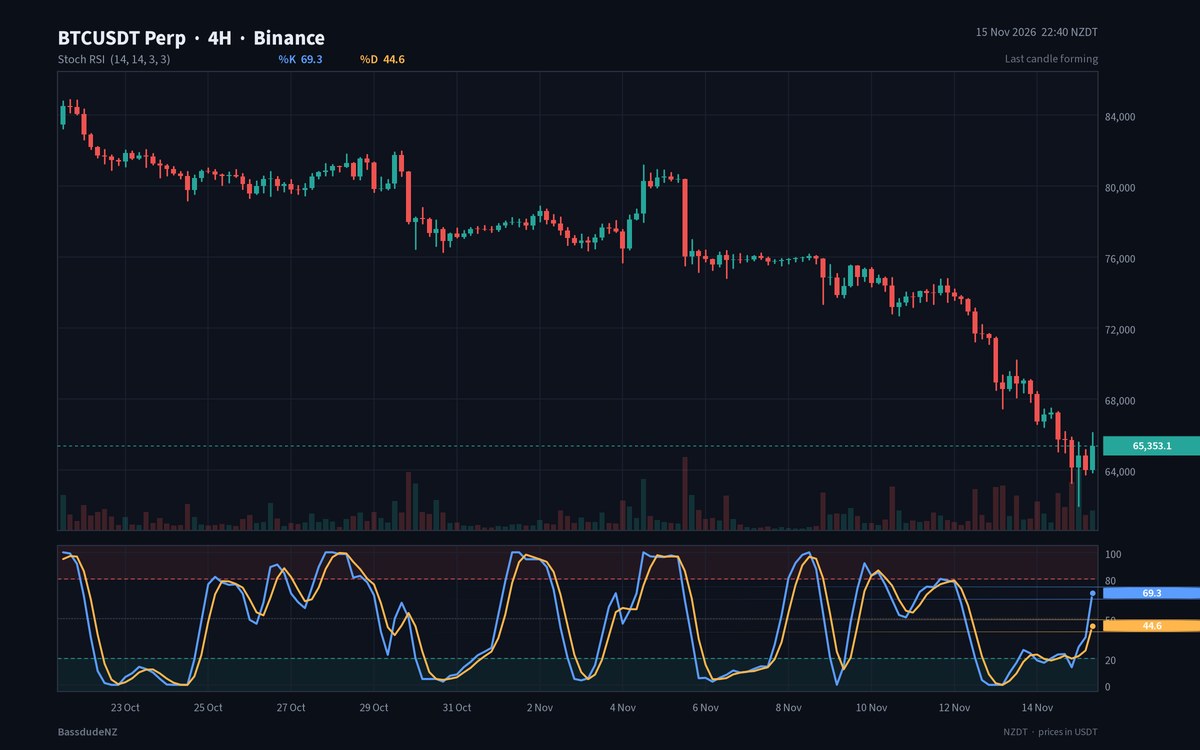 BTCUSDT Perp · 4H · Binance
15 Nov 2026 22:40 NZDT
Stoch RSI (14, 14, 3, 3) %K 69.3 %D 44.6
Last candle forming
84,000
80,000
76,000
72,000
68,000
65,353.1
64,000
100
80
69.3
50
44.6
20
0
23 Oct 25 Oct 27 Oct 29 Oct 31 Oct 2 Nov 4 Nov 6 Nov 8 Nov 10 Nov 12 Nov 14 Nov
BassdudeNZ
NZDT · prices in USDT